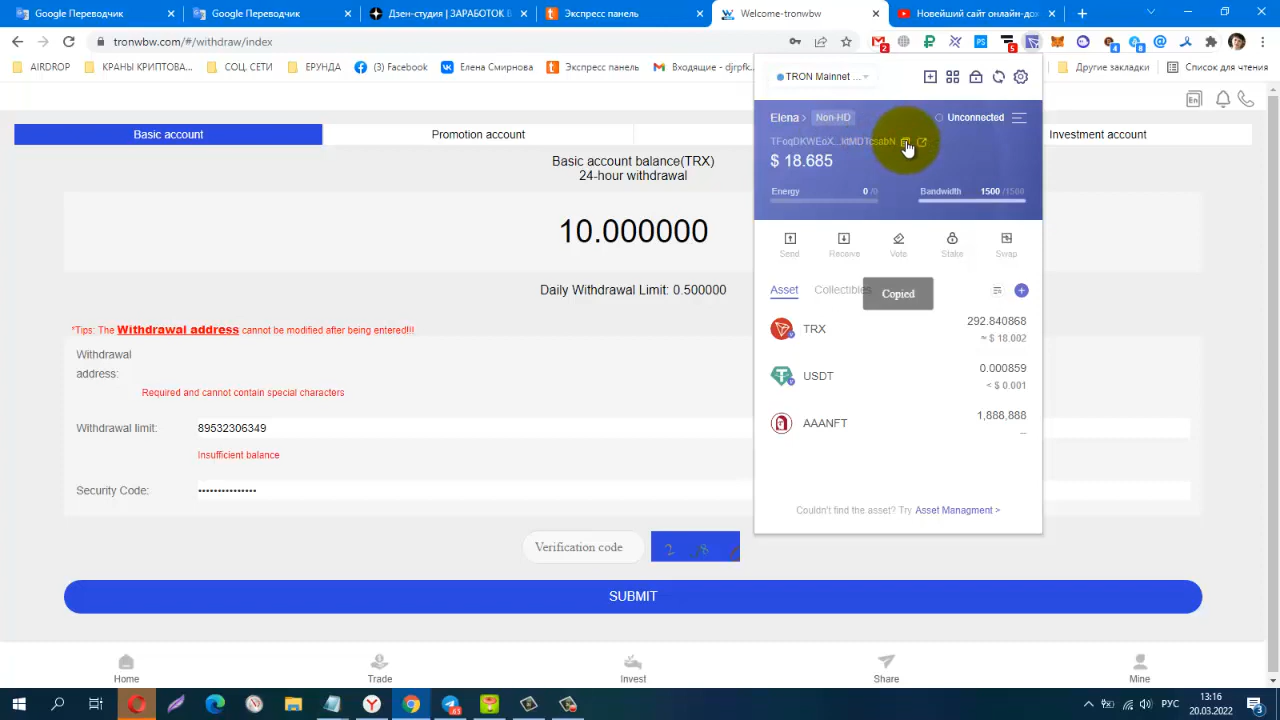 Google Переводчик
Google Переводчик
Дзен-студия | ЗАРАБОТОК Б
Экспресс панель
Welcome-tronwbw
Новейший сайт онлайн-дох
tronwbw.com/#/withdraw/index
AIRDROP
КРАНЫ КРИПТОВА...
СОЦ. СЕТИ
ЕРУНДА
(3) Facebook
Елена Смирнова
Экспресс панель
Входящие - djrpfk...
Другие закладки
Список для чтения
TRON Mainnet ...
En
Basic account
Promotion account
Investment account
Elena >
Non-HD
Unconnected
$ 18.685
Energy
0 /0
Bandwidth
1500 /1500
Basic account balance(TRX)
24-hour withdrawal
10.000000
Daily Withdrawal Limit: 0.500000
Send
Receive
Vote
Stake
Swap
Asset
Collectibles
Copied
TRX
292.840868
≈ $ 18.002
USDT
0.000859
< $ 0.001
AAANFT
1,888,888
--
Couldn't find the asset? Try Asset Managment >
*Tips: The Withdrawal address cannot be modified after being entered!!!
Withdrawal
address:
Required and cannot contain special characters
Withdrawal limit:
89532306349
Insufficient balance
Security Code:
•••••••••••••••
Verification code
SUBMIT
Home
Trade
Invest
Share
Mine
РУС
13:16
20.03.2022